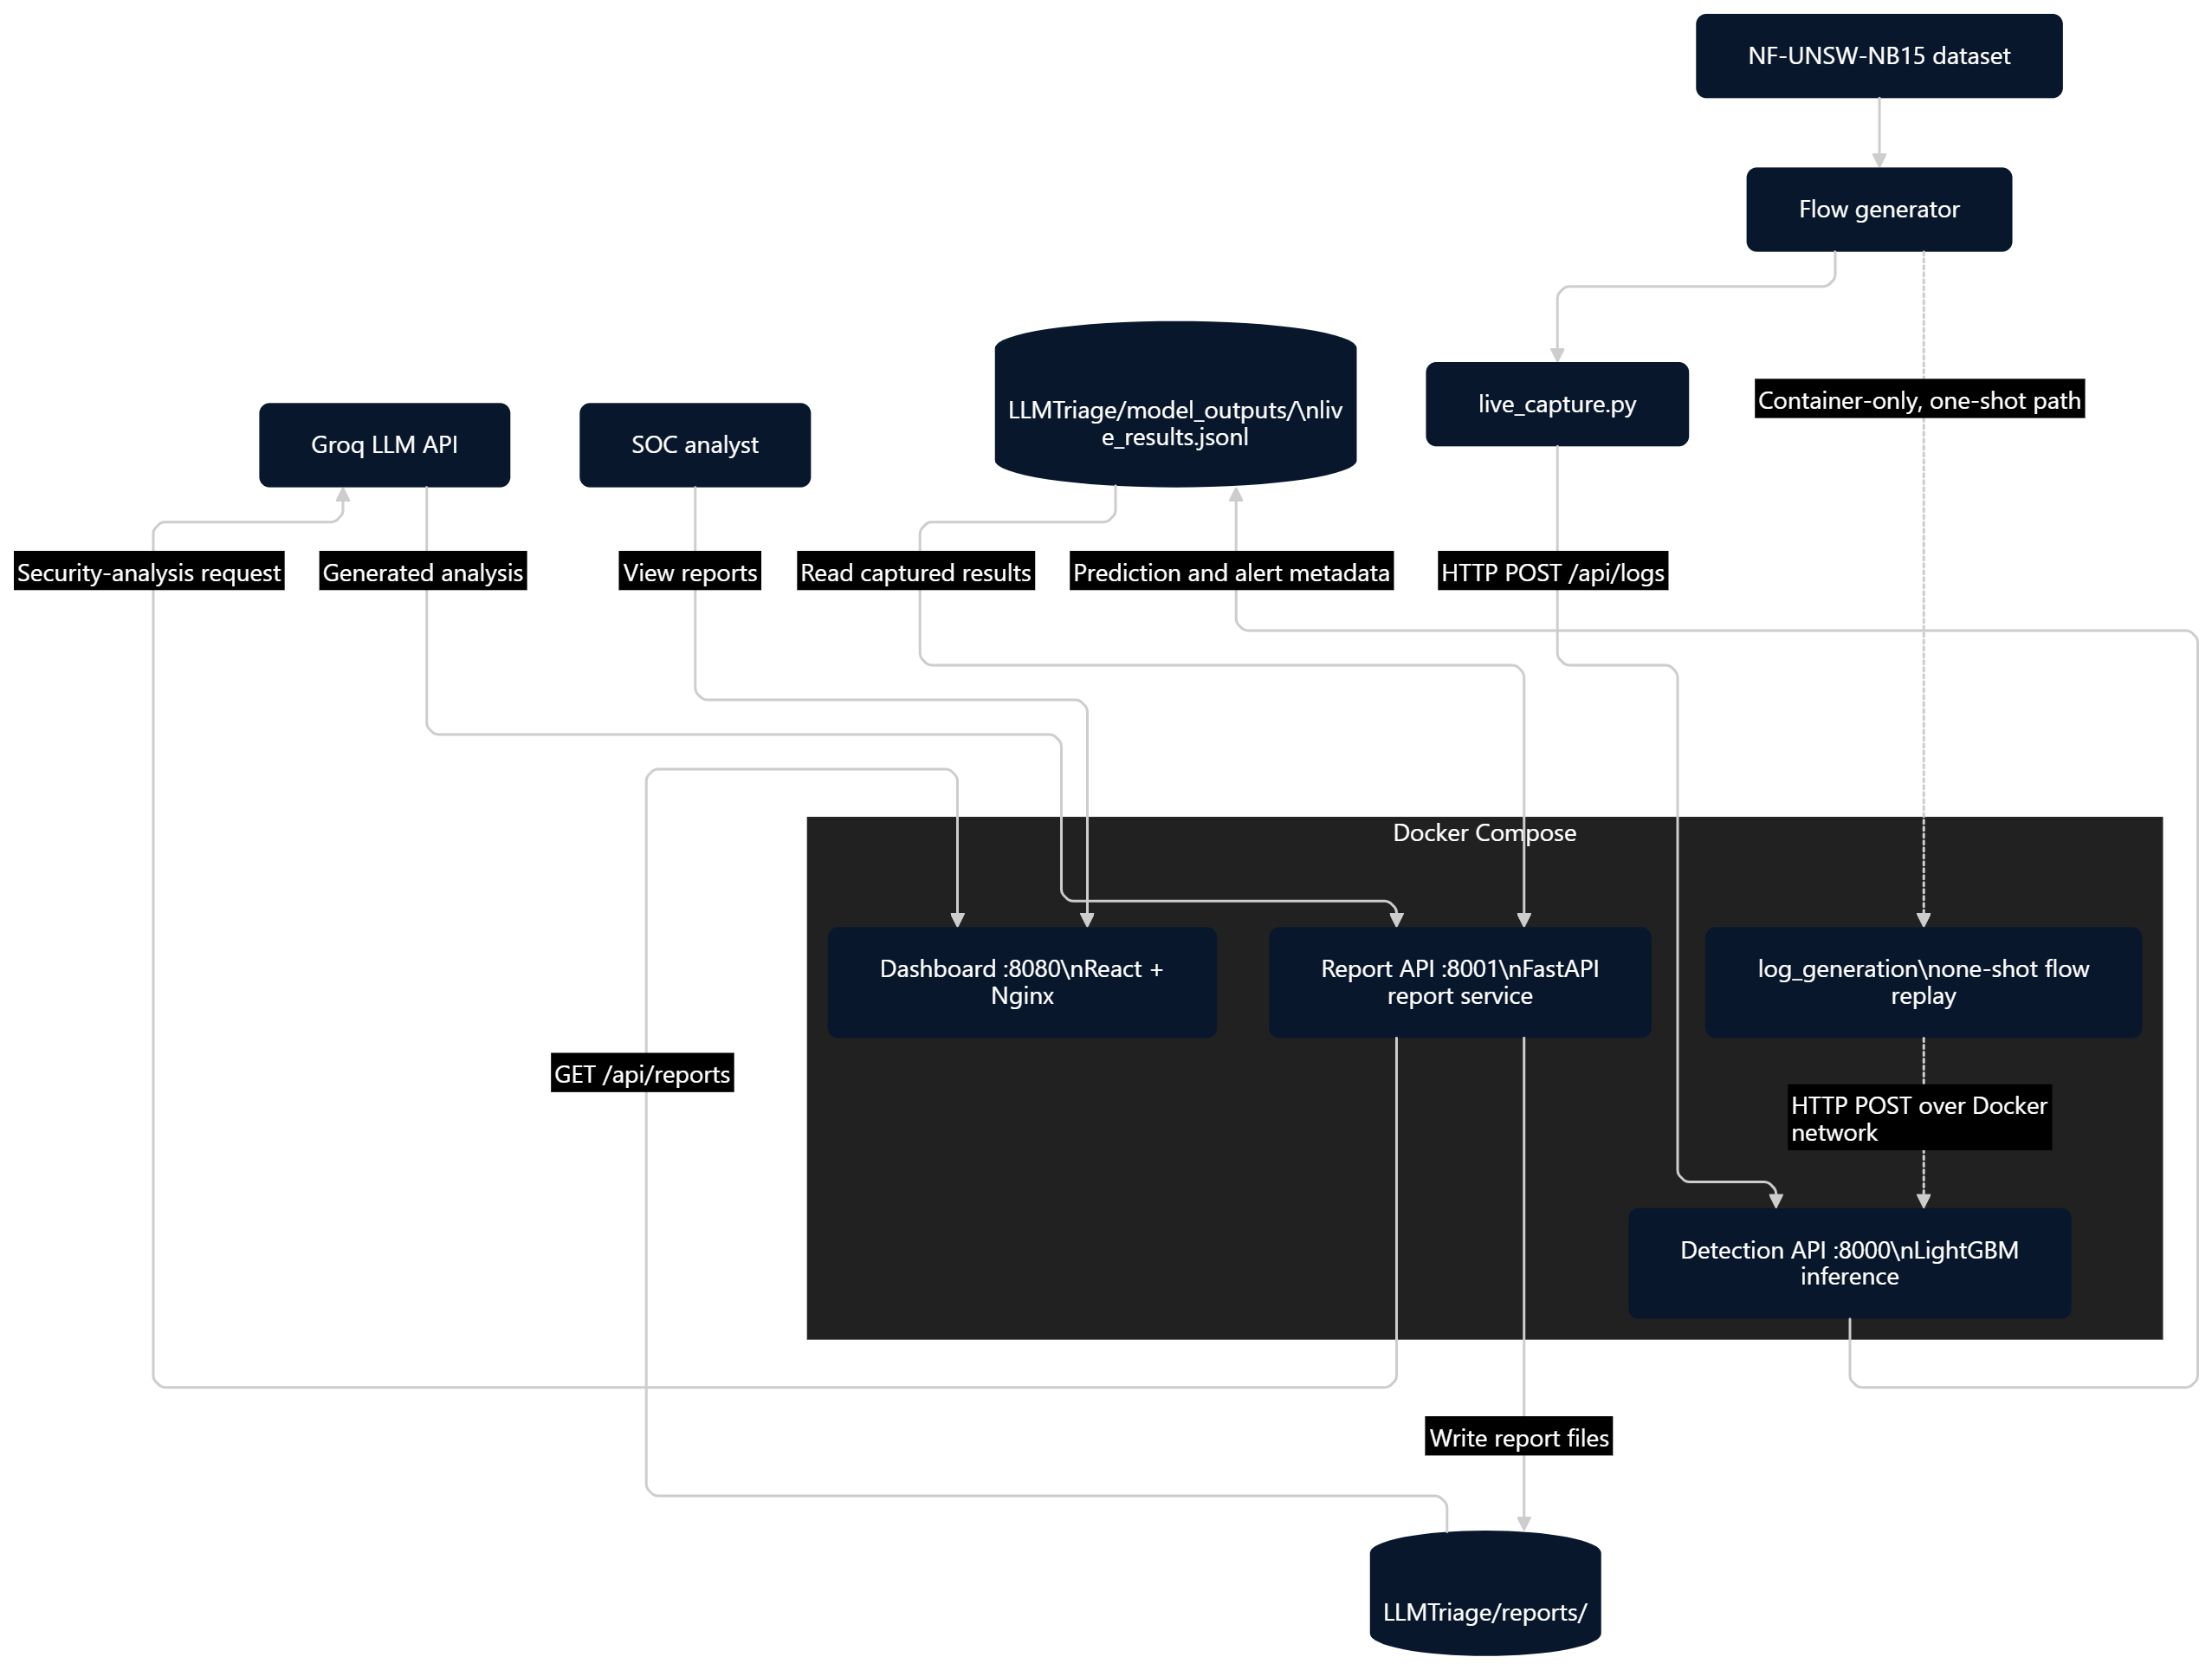 NF-UNSW-NB15 dataset
Flow generator
LLMTriage/model_outputs/\nliv
e_results.jsonl
live_capture.py
Container-only, one-shot path
Groq LLM API
SOC analyst
Security-analysis request
Generated analysis
View reports
Read captured results
Prediction and alert metadata
HTTP POST /api/logs
Docker Compose
Dashboard :8080\nReact +
Nginx
Report API :8001\nFastAPI
report service
log_generation\none-shot flow
replay
GET /api/reports
HTTP POST over Docker
network
Detection API :8000\nLightGBM
inference
Write report files
LLMTriage/reports/